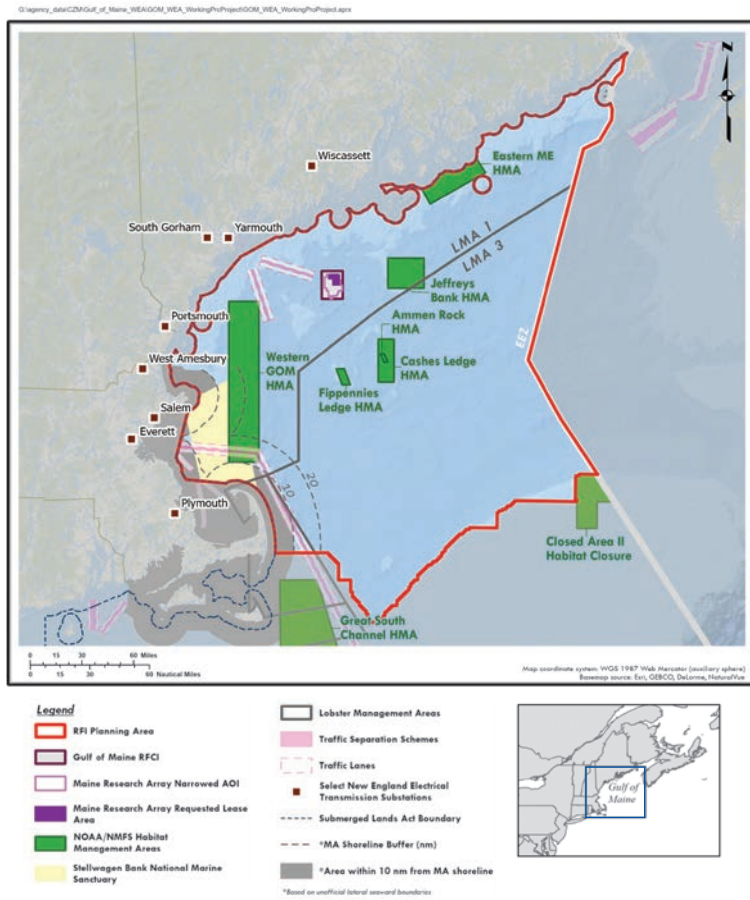 G:\agency_data\CZM\Gulf_of_Maine_WEA\GOM_WEA_WorkingProProject\GOM_WEA_WorkingProProject.aprx
N
Wiscassett
Eastern ME
HMA
South Gorham
Yarmouth
LMA 1
LMA 3
Jeffreys
Bank HMA
Ammen Rock
HMA
Portsmouth
EEZ
West Amesbury
Western
GOM
HMA
Cashes Ledge
HMA
Fippennies
Ledge HMA
Salem
Everett
20
10
Plymouth
Closed Area II
Habitat Closure
Great South
Channel HMA
0 15 30 60 Miles
0 15 30 60 Nautical Miles
Map coordinate system: WGS 1987 Web Mercator (auxiliary sphere)
Basemap source: Esri, GEBCO, DeLorme, NaturalVue
Legend
RFI Planning Area
Gulf of Maine RFCI
Maine Research Array Narrowed AOI
Maine Research Array Requested Lease
Area
NOAA/NMFS Habitat
Management Areas
Stellwagen Bank National Marine
Sanctuary
Lobster Management Areas
Traffic Separation Schemes
Traffic Lanes
Select New England Electrical
Transmission Substations
Submerged Lands Act Boundary
*MA Shoreline Buffer (nm)
*Area within 10 nm from MA shoreline
*Based on unofficial lateral seaward boundaries
Gulf of
Maine